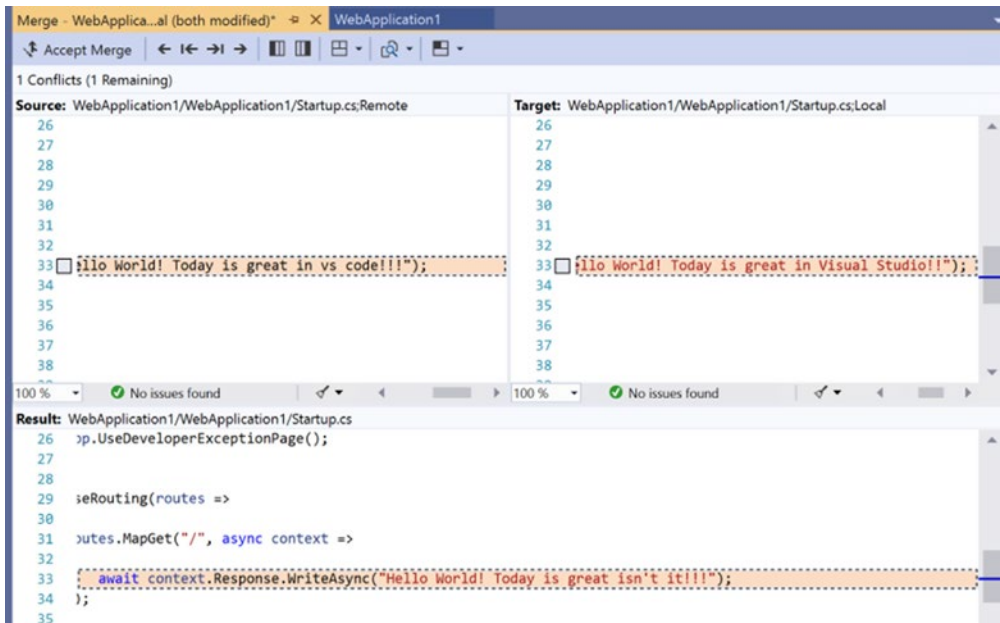 Merge - WebApplica...al (both modified)* WebApplication1
Accept Merge
1 Conflicts (1 Remaining)
Source: WebApplication1/WebApplication1/Startup.cs;Remote
26
27
28
29
30
31
32
33 ello World! Today is great in vs code!!!");
34
35
36
37
38
100 % No issues found
Target: WebApplication1/WebApplication1/Startup.cs;Local
26
27
28
29
30
31
32
33 llo World! Today is great in Visual Studio!!");
34
35
36
37
38
100 % No issues found
Result: WebApplication1/WebApplication1/Startup.cs
26 pp.UseDeveloperExceptionPage();
27
28
29 seRouting(routes =>
30
31 outes.MapGet("/", async context =>
32
33 await context.Response.WriteAsync("Hello World! Today is great isn't it!!!");
34 );
35